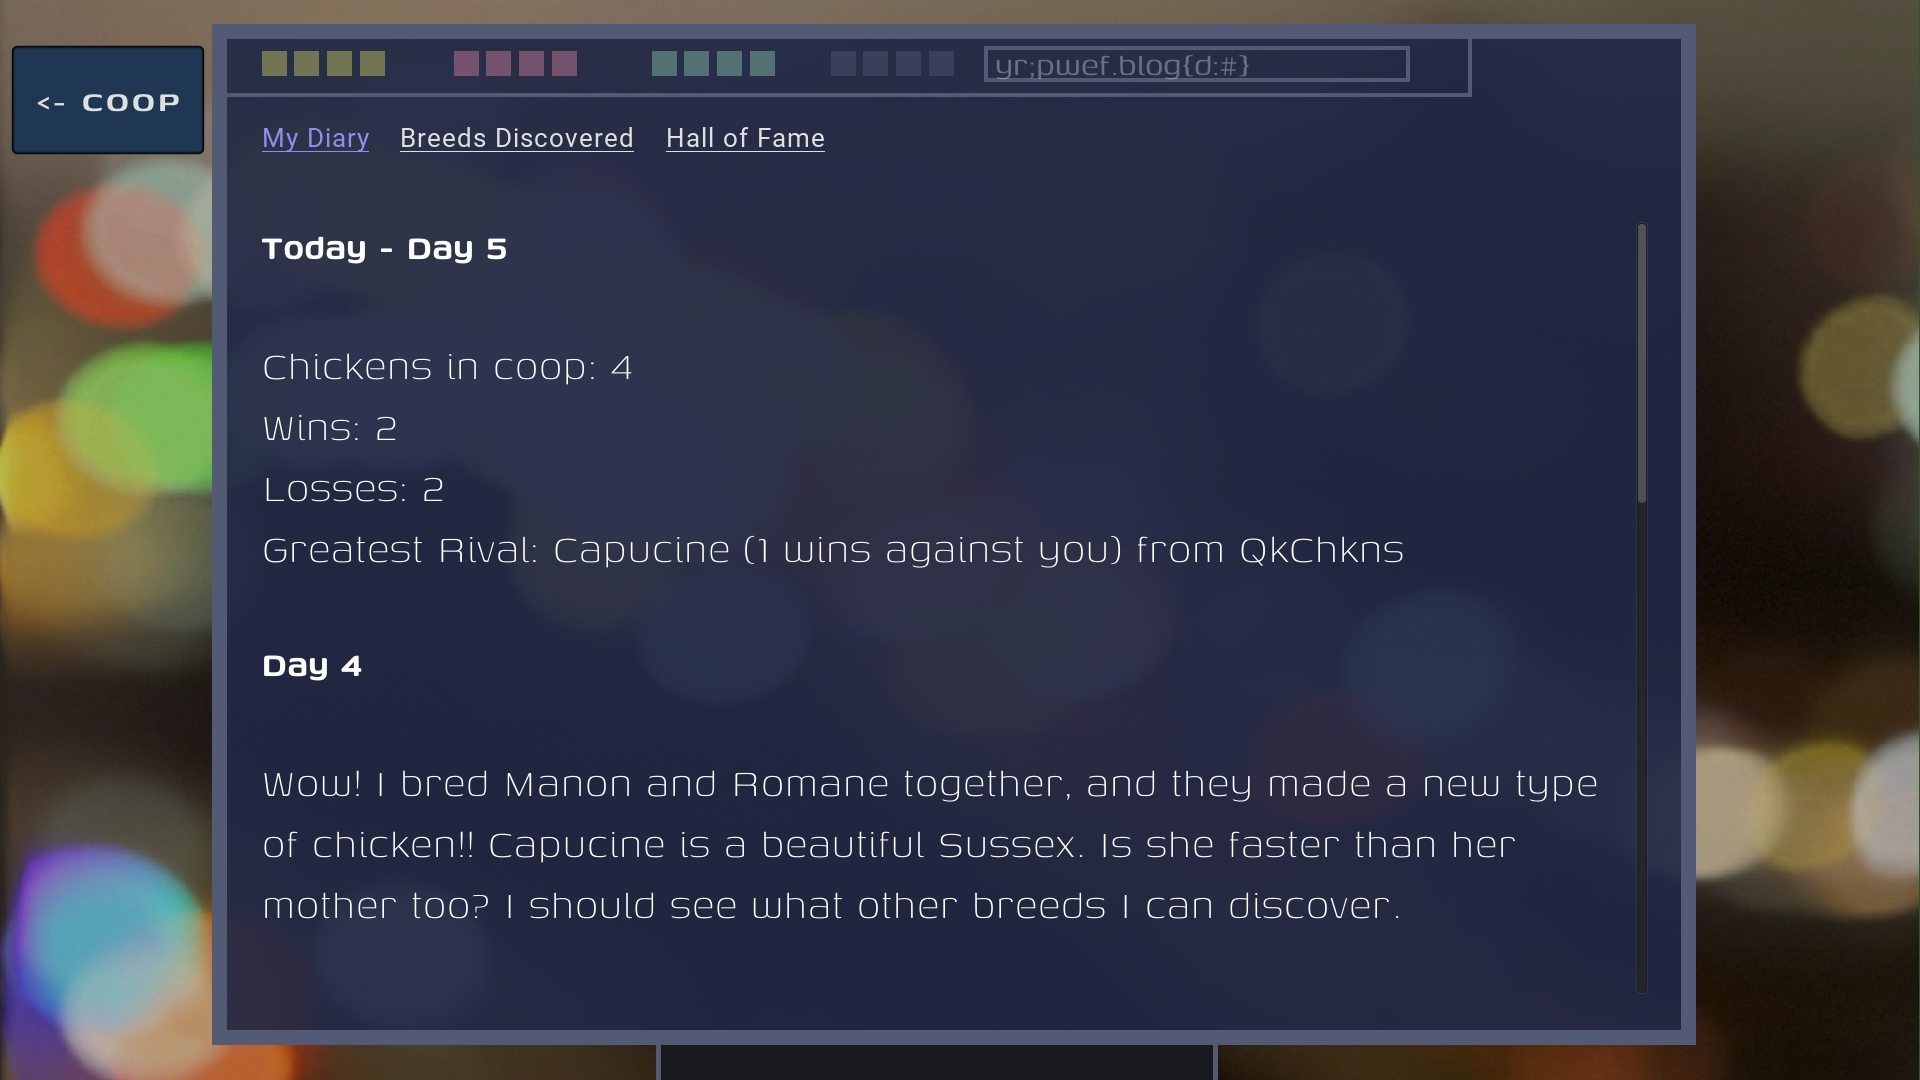 <- COOP
yr;pwef.blog{d:#}
My Diary Breeds Discovered Hall of Fame
Today - Day 5
Chickens in coop: 4
Wins: 2
Losses: 2
Greatest Rival: Capucine (1 wins against you) from QkChkns
Day 4
Wow! I bred Manon and Romane together, and they made a new type
of chicken!! Capucine is a beautiful Sussex. Is she faster than her
mother too? I should see what other breeds I can discover.